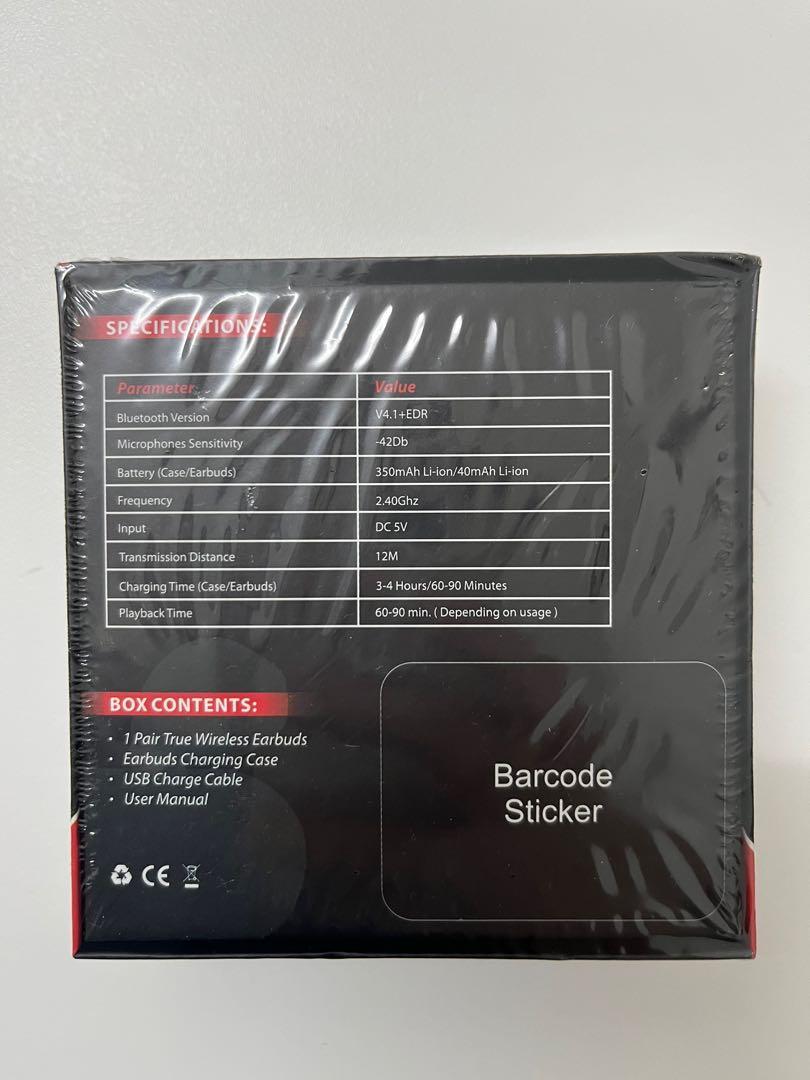 SPECIFICATIONS:
Parameter Value
Bluetooth Version V4.1+EDR
Microphones Sensitivity -42Db
Battery (Case/Earbuds) 350mAh Li-ion/40mAh Li-ion
Frequency 2.40Ghz
Input DC 5V
Transmission Distance 12M
Charging Time (Case/Earbuds) 3-4 Hours/60-90 Minutes
Playback Time 60-90 min. ( Depending on usage )
BOX CONTENTS:
· 1 Pair True Wireless Earbuds
· Earbuds Charging Case
· USB Charge Cable
· User Manual
CE
Barcode
Sticker